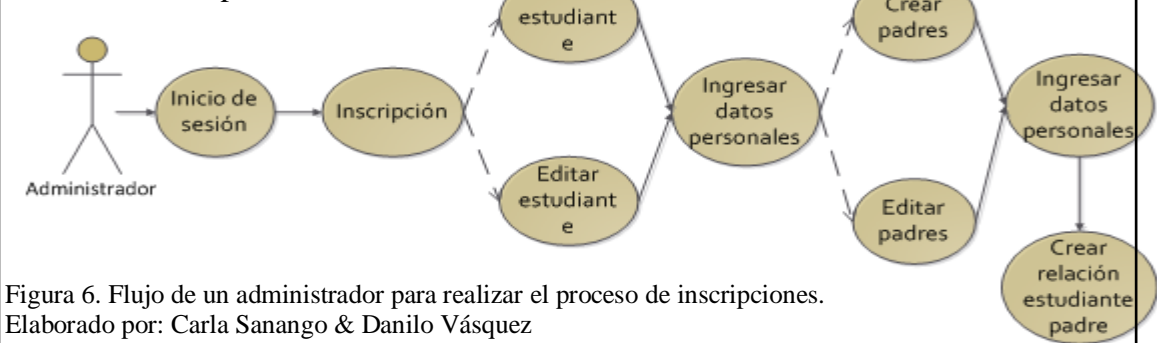 estudiant
e
Crear
padres
Inicio de
sesión
Inscripción
Ingresar
datos
personales
Ingresar
datos
personales
Administrador
Editar
estudiant
e
Editar
padres
Crear
relación
estudiante
padre
Figura 6. Flujo de un administrador para realizar el proceso de inscripciones.
Elaborado por: Carla Sanango & Danilo Vásquez